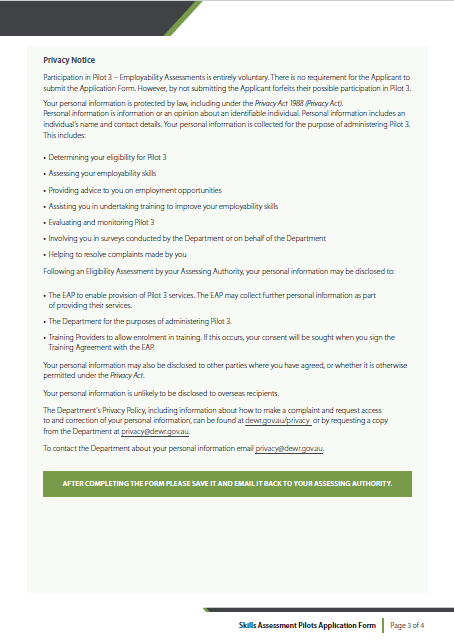 Privacy Notice
Participation in Pilot 3 – Employability Assessments is entirely voluntary. There is no requirement for the Applicant to
submit the Application Form. However, by not submitting the Applicant forfeits their possible participation in Pilot 3.
Your personal information is protected by law, including under the Privacy Act 1988 (Privacy Act).
Personal information is information or an opinion about an identifiable individual. Personal information includes an
individual's name and contact details. Your personal information is collected for the purpose of administering Pilot 3.
This includes:
• Determining your eligibility for Pilot 3
• Assessing your employability skills
• Providing advice to you on employment opportunities
• Assisting you in undertaking training to improve your employability skills
• Evaluating and monitoring Pilot 3
• Involving you in surveys conducted by the Department or on behalf of the Department
• Helping to resolve complaints made by you
Following an Eligibility Assessment by your Assessing Authority, your personal information may be disclosed to:
• The EAP to enable provision of Pilot 3 services. The EAP may collect further personal information as part
of providing their services.
• The Department for the purposes of administering Pilot 3.
• Training Providers to allow enrolment in training. If this occurs, your consent will be sought when you sign the
Training Agreement with the EAP.
Your personal information may also be disclosed to other parties where you have agreed, or whether it is otherwise
permitted under the Privacy Act.
Your personal information is unlikely to be disclosed to overseas recipients.
The Department's Privacy Policy, including information about how to make a complaint and request access
to and correction of your personal information, can be found at dewr.gov.au/privacy or by requesting a copy
from the Department at privacy@dewr.gov.au.
To contact the Department about your personal information email privacy@dewr.gov.au.
AFTER COMPLETING THE FORM PLEASE SAVE IT AND EMAIL IT BACK TO YOUR ASSESSING AUTHORITY.
Skills Assessment Pilots Application Form | Page 3 of 4